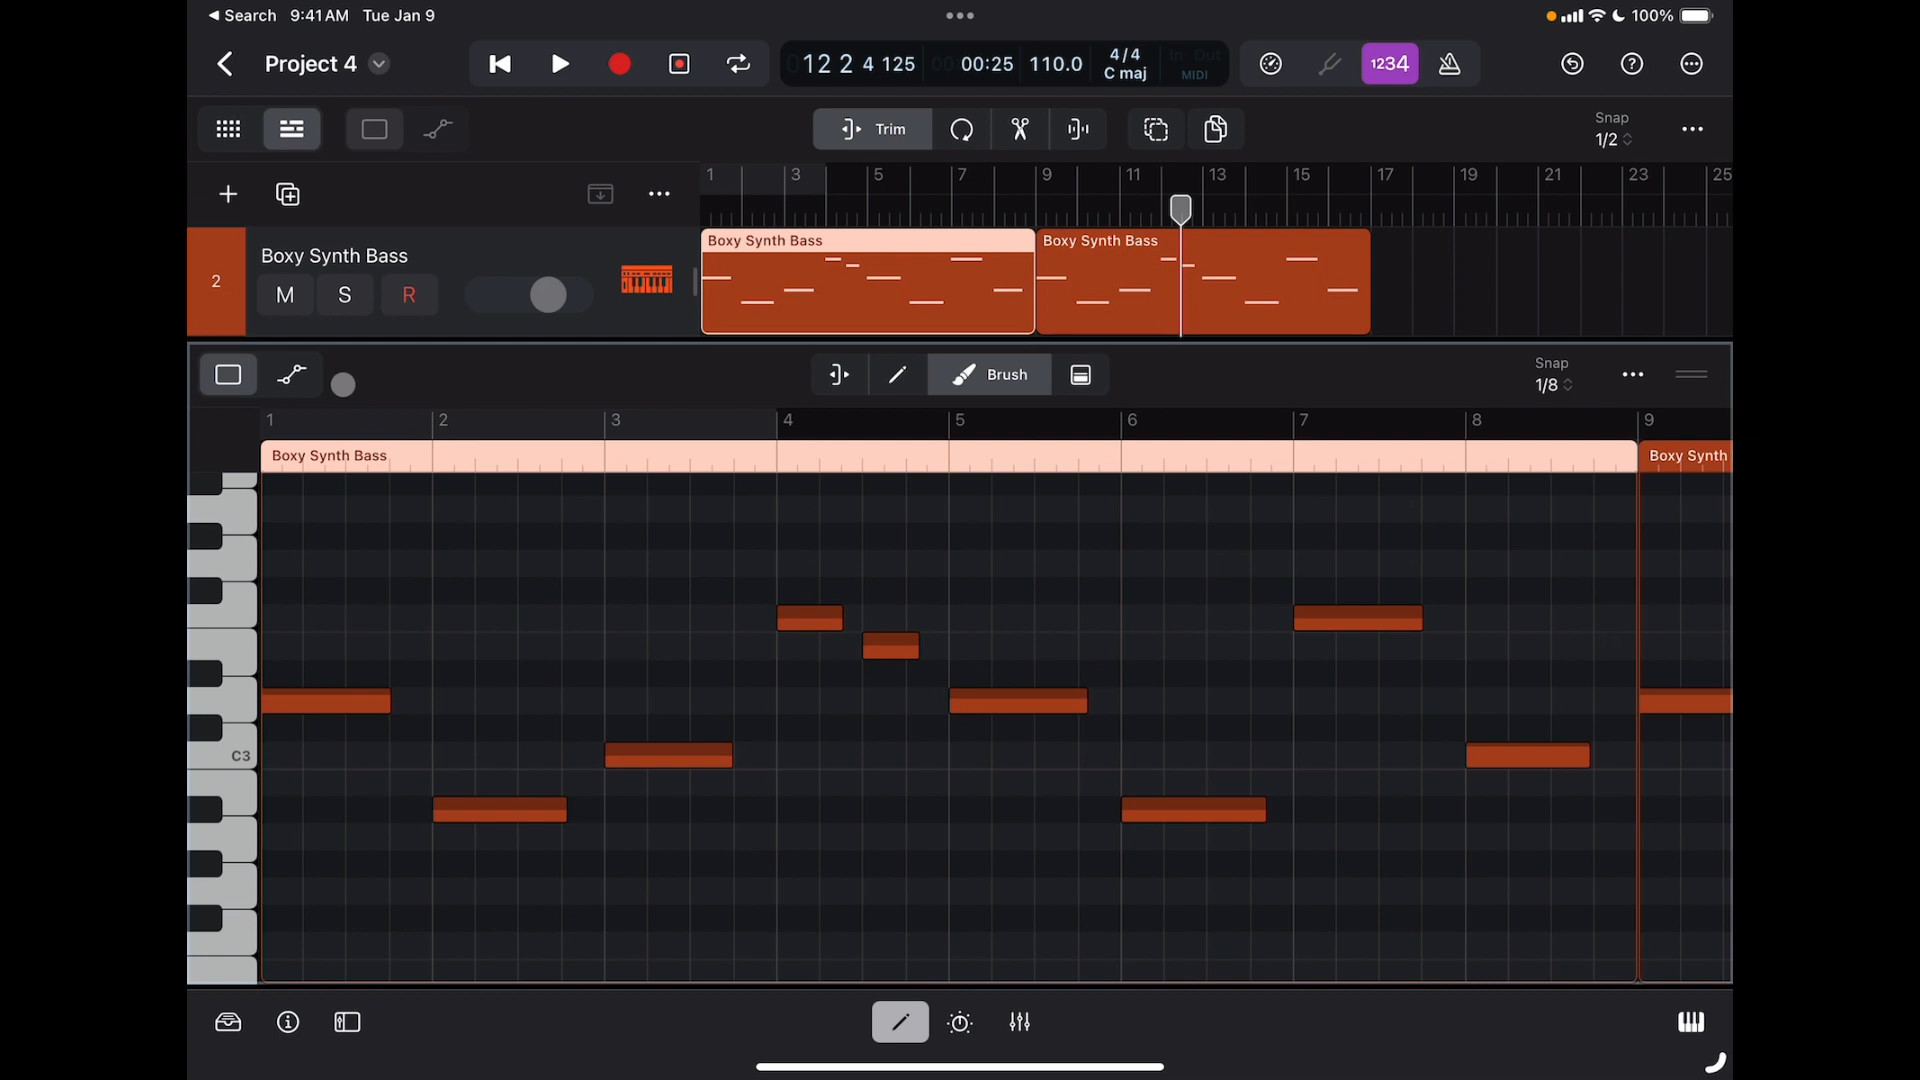 ◀ Search 9:41 AM Tue Jan 9
100%
Project 4
12 2 4 125 00:25 110.0 4/4 C maj In Out MIDI
1234
Trim
Snap
1/2
1 3 5 7 9 11 13 15 17 19 21 23 25
2
Boxy Synth Bass
M S R
Boxy Synth Bass
Boxy Synth Bass
Brush
Snap
1/8
1 2 3 4 5 6 7 8 9
Boxy Synth Bass
Boxy Synth
C3